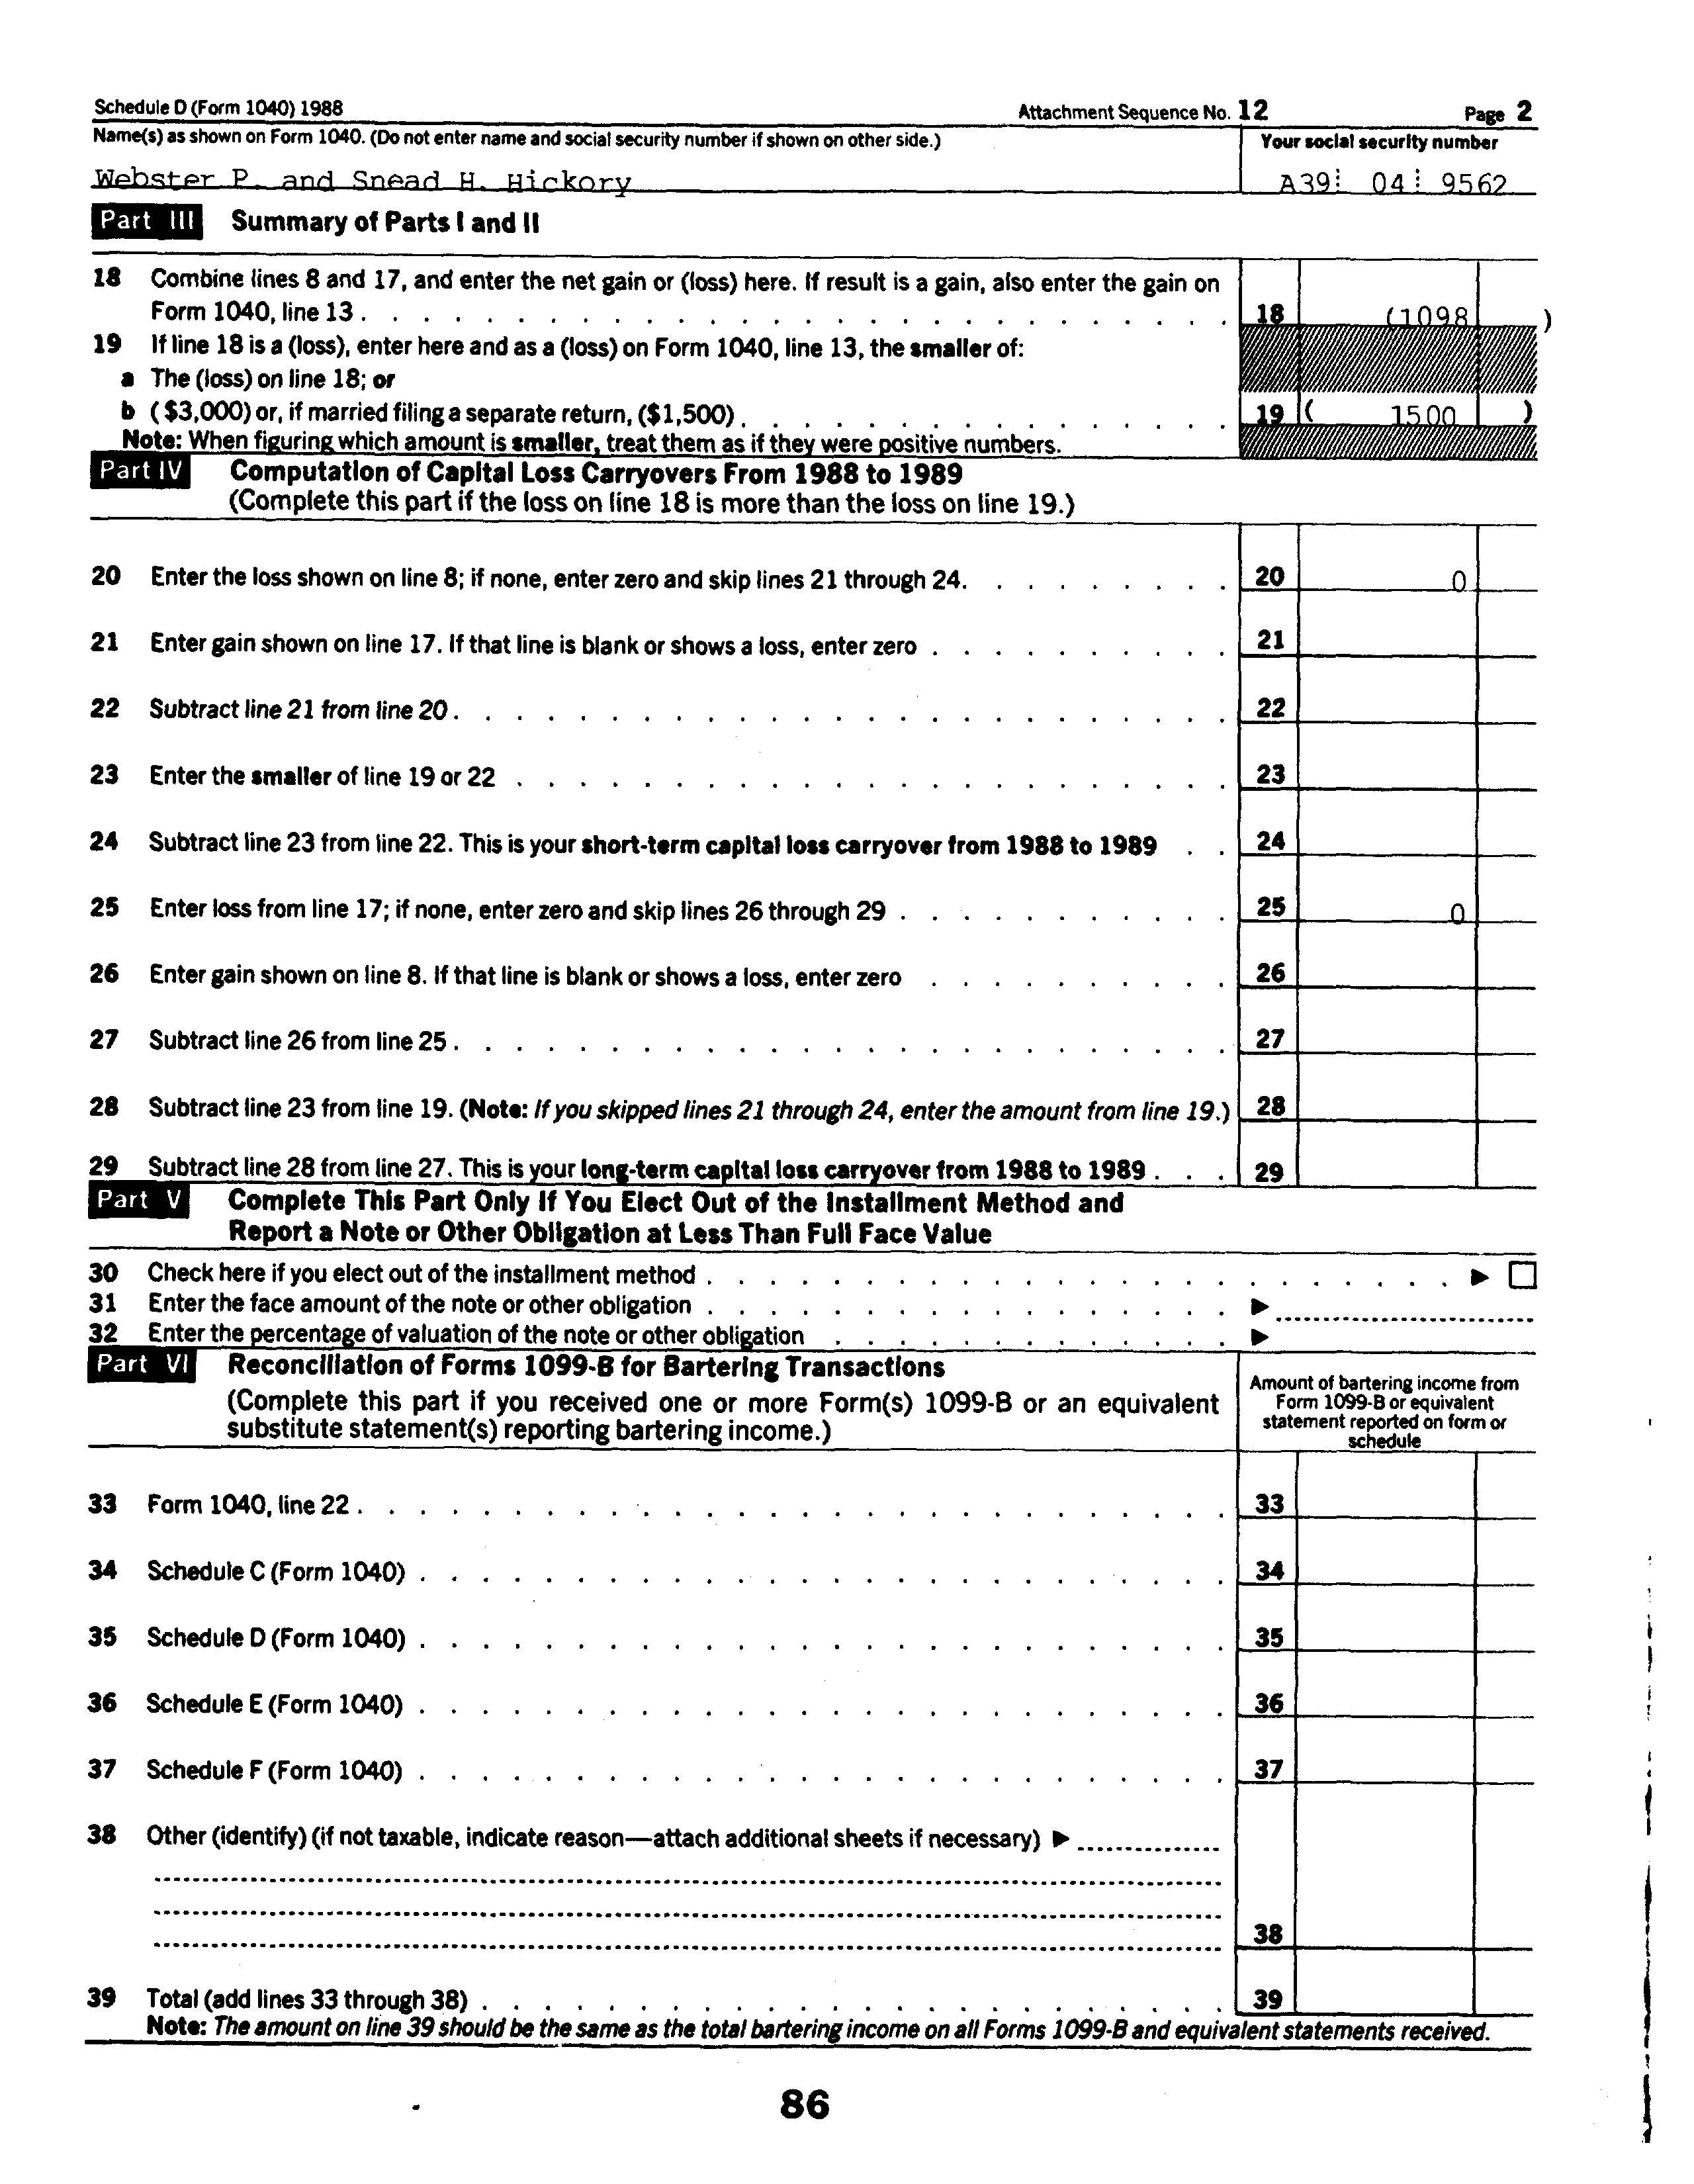 Schedule D (Form 1040) 1988 Attachment Sequence No. 12 Page 2
Name(s) as shown on Form 1040. (Do not enter name and social security number if shown on other side.) Your social security number
Webster P. and Snead H. Hickory A39 04 9562
Part III Summary of Parts I and II
18 Combine lines 8 and 17, and enter the net gain or (loss) here. If result is a gain, also enter the gain on
Form 1040, line 13 . . . 18 (1098 )
19 If line 18 is a (loss), enter here and as a (loss) on Form 1040, line 13, the smaller of:
a The (loss) on line 18; or
b ($3,000) or, if married filing a separate return, ($1,500) . . . 19 ( 1500 )
Note: When figuring which amount is smaller, treat them as if they were positive numbers.
Part IV Computation of Capital Loss Carryovers From 1988 to 1989
(Complete this part if the loss on line 18 is more than the loss on line 19.)
20 Enter the loss shown on line 8; if none, enter zero and skip lines 21 through 24. . . . 20 0
21 Enter gain shown on line 17. If that line is blank or shows a loss, enter zero . . . 21
22 Subtract line 21 from line 20 . . . 22
23 Enter the smaller of line 19 or 22 . . . 23
24 Subtract line 23 from line 22. This is your short-term capital loss carryover from 1988 to 1989 . . 24
25 Enter loss from line 17; if none, enter zero and skip lines 26 through 29 . . . 25 0
26 Enter gain shown on line 8. If that line is blank or shows a loss, enter zero . . . 26
27 Subtract line 26 from line 25 . . . 27
28 Subtract line 23 from line 19. (Note: If you skipped lines 21 through 24, enter the amount from line 19.) 28
29 Subtract line 28 from line 27. This is your long-term capital loss carryover from 1988 to 1989 . . . 29
Part V Complete This Part Only If You Elect Out of the Installment Method and
Report a Note or Other Obligation at Less Than Full Face Value
30 Check here if you elect out of the installment method . . . ▶ ☐
31 Enter the face amount of the note or other obligation . . . ▶
32 Enter the percentage of valuation of the note or other obligation . . . ▶
Part VI Reconciliation of Forms 1099-B for Bartering Transactions
(Complete this part if you received one or more Form(s) 1099-B or an equivalent
substitute statement(s) reporting bartering income.)
Amount of bartering income from
Form 1099-B or equivalent
statement reported on form or
schedule
33 Form 1040, line 22 . . . 33
34 Schedule C (Form 1040) . . . 34
35 Schedule D (Form 1040) . . . 35
36 Schedule E (Form 1040) . . . 36
37 Schedule F (Form 1040) . . . 37
38 Other (identify) (if not taxable, indicate reason—attach additional sheets if necessary) ▶
38
39 Total (add lines 33 through 38) . . . 39
Note: The amount on line 39 should be the same as the total bartering income on all Forms 1099-B and equivalent statements received.
86